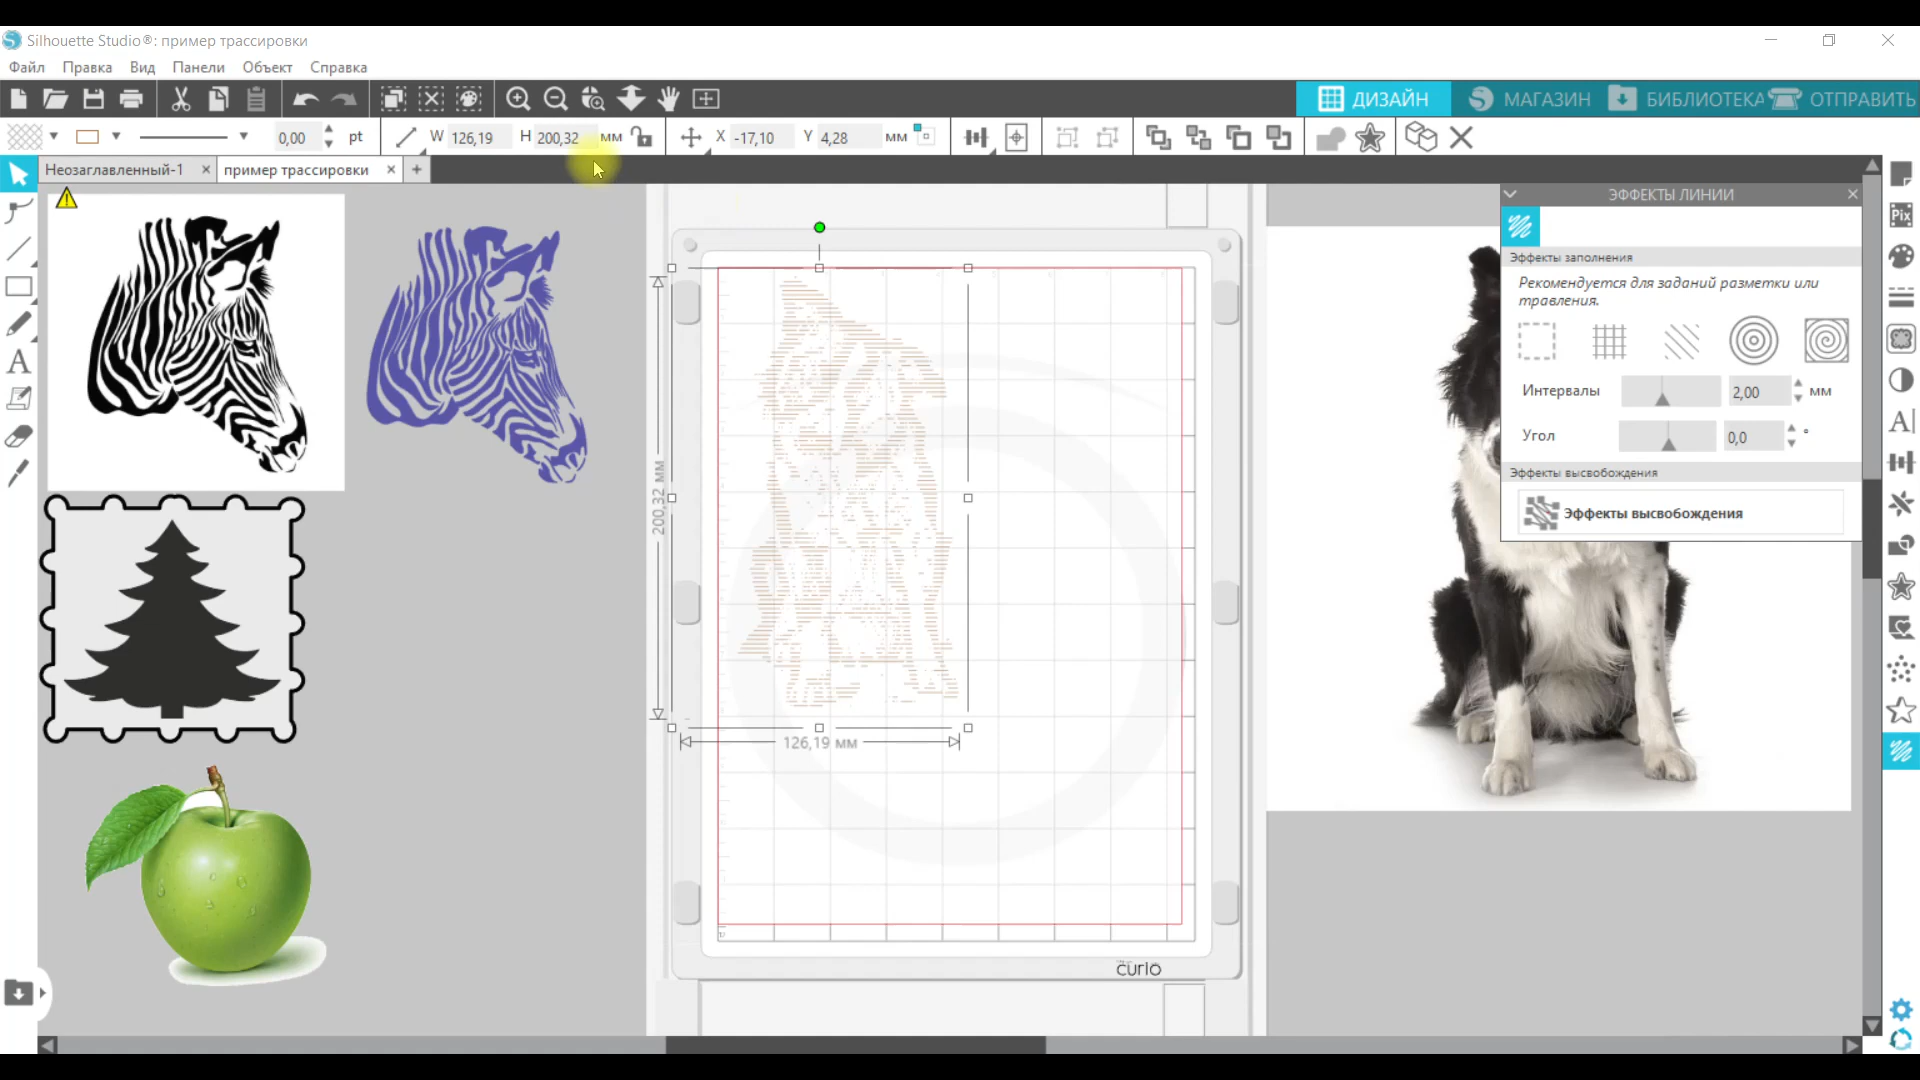 Silhouette Studio®: пример трассировки
Файл Правка Вид Панели Объект Справка
ДИЗАЙН МАГАЗИН БИБЛИОТЕКА ОТПРАВИТЬ
0,00 pt W 126,19 H 200,32 мм X -17,10 Y 4,28 мм
Неозаглавленный-1 × пример трассировки × +
ЭФФЕКТЫ ЛИНИИ
Эффекты заполнения
Рекомендуется для заданий разметки или
травления.
Интервалы 2,00 мм
Угол 0,0 °
Эффекты высвобождения
Эффекты высвобождения
200,32 мм
126,19 мм
curio
Pix
A
A